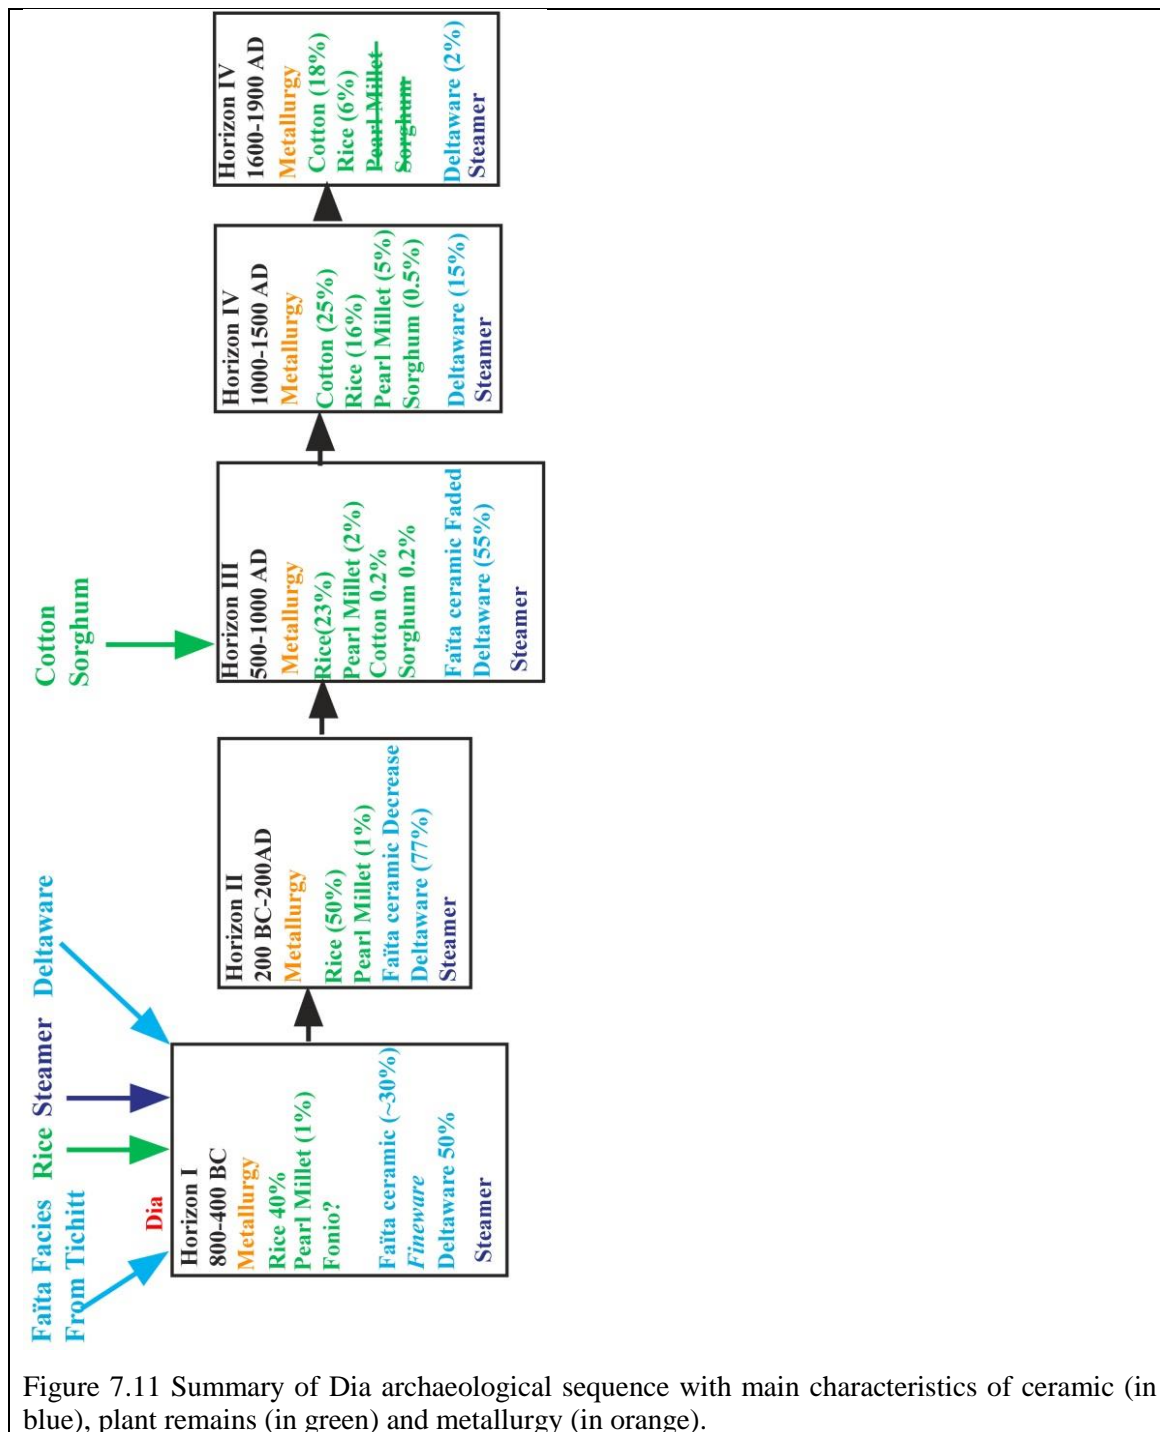 Faïta Facies
From Tichitt
Rice
Steamer
Deltaware
Dia
Horizon I
800-400 BC
Metallurgy
Rice 40%
Pearl Millet (1%)
Fonio?
Faïta ceramic (~30%)
Fineware
Deltaware 50%
Steamer
Horizon II
200 BC-200AD
Metallurgy
Rice (50%)
Pearl Millet (1%)
Faïta ceramic Decrease
Deltaware (77%)
Steamer
Cotton
Sorghum
Horizon III
500-1000 AD
Metallurgy
Rice(23%)
Pearl Millet (2%)
Cotton 0.2%
Sorghum 0.2%
Faïta ceramic Faded
Deltaware (55%)
Steamer
Horizon IV
1000-1500 AD
Metallurgy
Cotton (25%)
Rice (16%)
Pearl Millet (5%)
Sorghum (0.5%)
Deltaware (15%)
Steamer
Horizon IV
1600-1900 AD
Metallurgy
Cotton (18%)
Rice (6%)
Pearl Millet
Sorghum
Deltaware (2%)
Steamer
Figure 7.11 Summary of Dia archaeological sequence with main characteristics of ceramic (in
blue), plant remains (in green) and metallurgy (in orange).